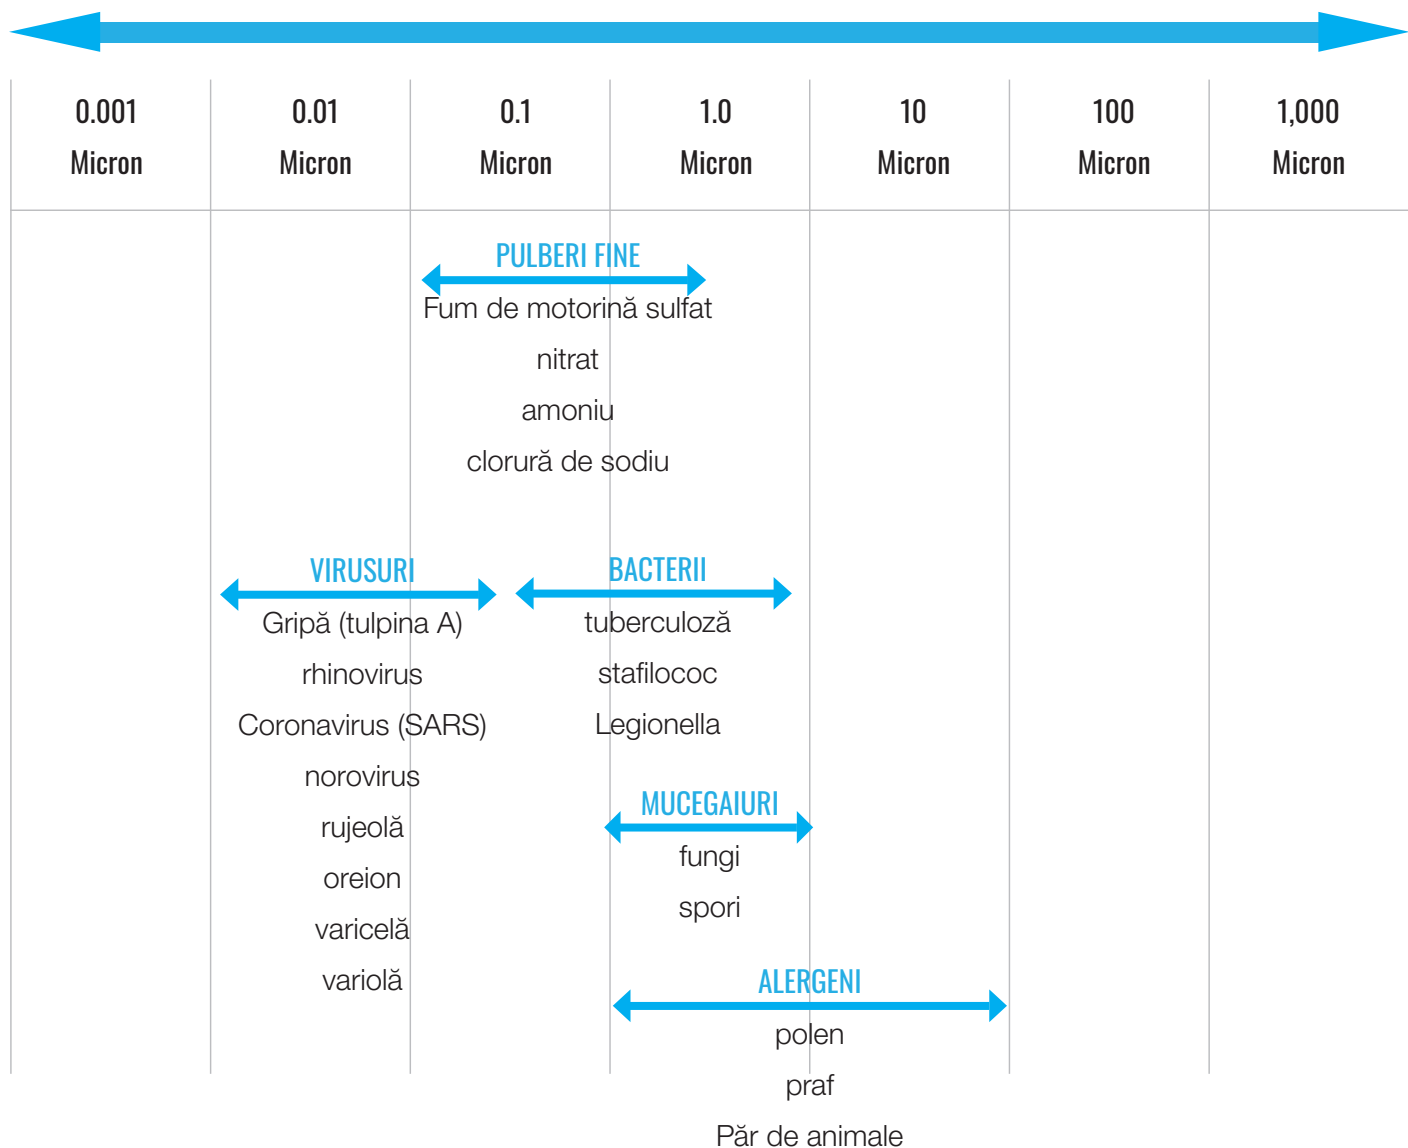 0.001 Micron
0.01 Micron
0.1 Micron
1.0 Micron
10 Micron
100 Micron
1,000 Micron
PULBERI FINE
Fum de motorină sulfat
nitrat
amoniu
clorură de sodiu
VIRUSURI
Gripă (tulpina A)
rhinovirus
Coronavirus (SARS)
norovirus
rujeolă
oreion
varicelă
variolă
BACTERII
tuberculoză
stafilococ
Legionella
MUCEGAIURI
fungi
spori
ALERGENI
polen
praf
Păr de animale